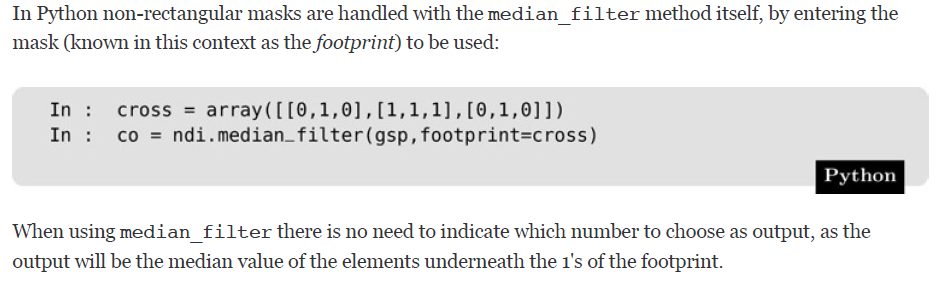 In Python non-rectangular masks are handled with the median_filter method itself, by entering the
mask (known in this context as the footprint) to be used:
In :  cross = array([[0,1,0],[1,1,1],[0,1,0]])
In :  co = ndi.median_filter(gsp,footprint=cross)
Python
When using median_filter there is no need to indicate which number to choose as output, as the
output will be the median value of the elements underneath the 1's of the footprint.